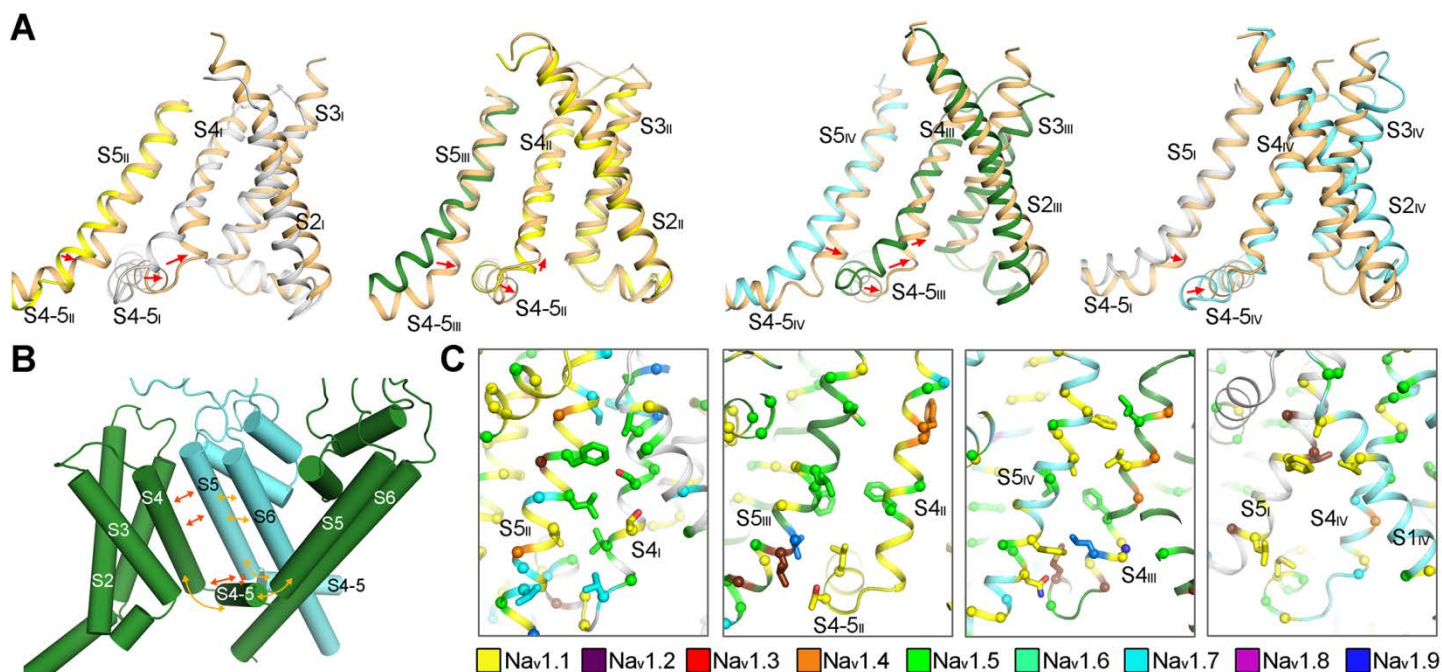 A
S5II S4I S3I S2I S4-5II S4-5I
S5III S4II S3II S2II S4-5III S4-5II
S5IV S4III S3III S2III S4-5IV S4-5III
S5I S4IV S3IV S2IV S4-5I S4-5IV
B
S2 S3 S4 S5 S6 S5 S6 S4-5 S4-5
C
S5II S4I
S5III S4II S4-5II
S5IV S4III
S5I S4IV S1IV
Nav1.1 Nav1.2 Nav1.3 Nav1.4 Nav1.5 Nav1.6 Nav1.7 Nav1.8 Nav1.9